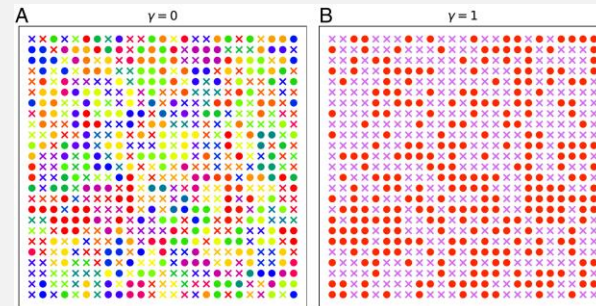 A γ = 0 B γ = 1